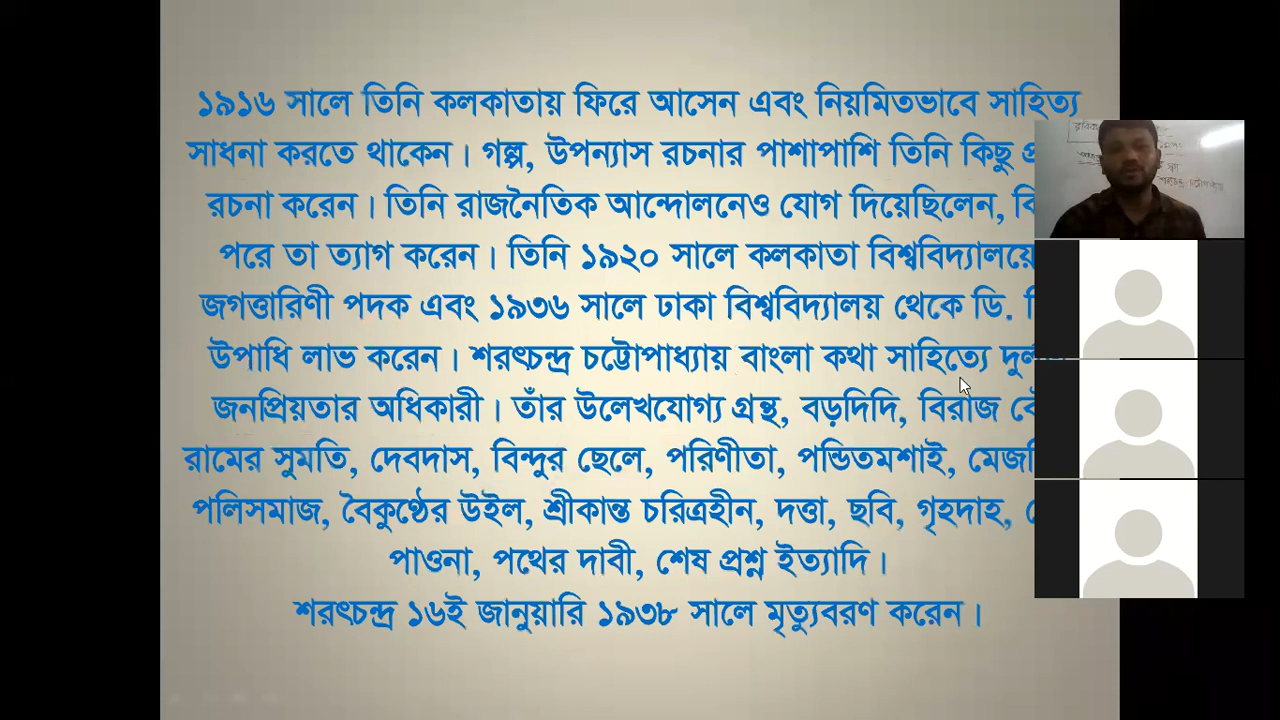 ১৯১৬ সালে তিনি কলকাতায় ফিরে আসেন এবং নিয়মিতভাবে সাহিত্য
সাধনা করতে থাকেন। গল্প, উপন্যাস রচনার পাশাপাশি তিনি কিছু
রচনা করেন। তিনি রাজনৈতিক আন্দোলনেও যোগ দিয়েছিলেন,
পরে তা ত্যাগ করেন। তিনি ১৯২০ সালে কলকাতা বিশ্ববিদ্যালয়ে
জগত্তারিণী পদক এবং ১৯৩৬ সালে ঢাকা বিশ্ববিদ্যালয় থেকে ডি.
উপাধি লাভ করেন। শরৎচন্দ্র চট্টোপাধ্যায় বাংলা কথা সাহিত্যে
জনপ্রিয়তার অধিকারী। তাঁর উলেখযোগ্য গ্রন্থ, বড়দিদি, বিরাজ
রামের সুমতি, দেবদাস, বিন্দুর ছেলে, পরিণীতা, পন্ডিতমশাই,
পলিসমাজ, বৈকুণ্ঠের উইল, শ্রীকান্ত চরিত্রহীন, দত্তা, ছবি, গৃহদাহ,
পাওনা, পথের দাবী, শেষ প্রশ্ন ইত্যাদি।
শরৎচন্দ্র ১৬ই জানুয়ারি ১৯৩৮ সালে মৃত্যুবরণ করেন।